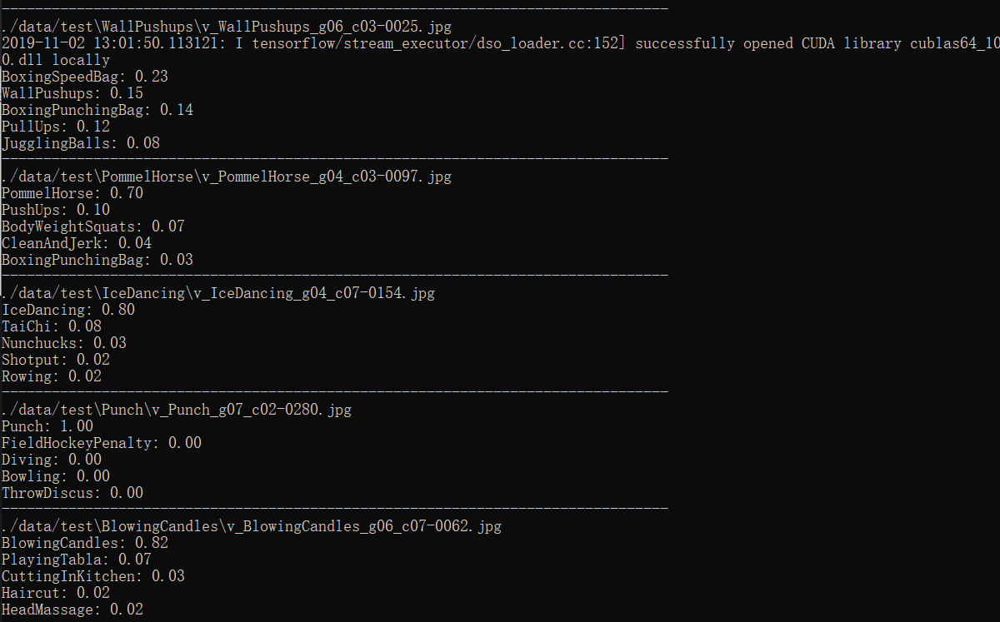 --------------------------------------------------------------------------------
./data/test\WallPushups\v_WallPushups_g06_c03-0025.jpg
2019-11-02 13:01:50.113121: I tensorflow/stream_executor/dso_loader.cc:152] successfully opened CUDA library cublas64_10
0.dll locally
BoxingSpeedBag: 0.23
WallPushups: 0.15
BoxingPunchingBag: 0.14
PullUps: 0.12
JugglingBalls: 0.08
--------------------------------------------------------------------------------
./data/test\PommelHorse\v_PommelHorse_g04_c03-0097.jpg
PommelHorse: 0.70
PushUps: 0.10
BodyWeightSquats: 0.07
CleanAndJerk: 0.04
BoxingPunchingBag: 0.03
--------------------------------------------------------------------------------
./data/test\IceDancing\v_IceDancing_g04_c07-0154.jpg
IceDancing: 0.80
TaiChi: 0.08
Nunchucks: 0.03
Shotput: 0.02
Rowing: 0.02
--------------------------------------------------------------------------------
./data/test\Punch\v_Punch_g07_c02-0280.jpg
Punch: 1.00
FieldHockeyPenalty: 0.00
Diving: 0.00
Bowling: 0.00
ThrowDiscus: 0.00
--------------------------------------------------------------------------------
./data/test\BlowingCandles\v_BlowingCandles_g06_c07-0062.jpg
BlowingCandles: 0.82
PlayingTabla: 0.07
CuttingInKitchen: 0.03
Haircut: 0.02
HeadMassage: 0.02